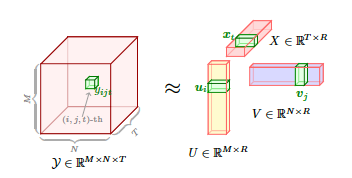 x_t
X ∈ ℝ^{T×R}
y_{ijt}
M
(i, j, t)-th
≈
u_i
v_j
T
N
V ∈ ℝ^{N×R}
𝒴 ∈ ℝ^{M×N×T}
U ∈ ℝ^{M×R}